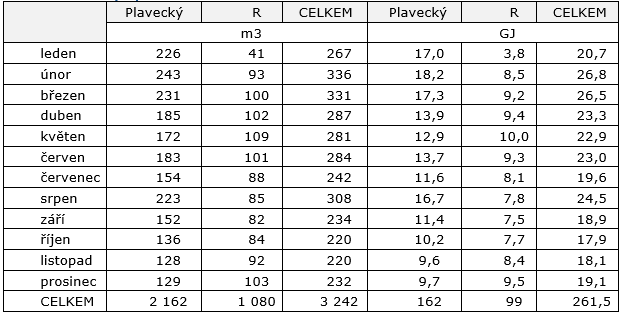 Plavecký R CELKEM Plavecký R CELKEM
m3 GJ
leden 226 41 267 17,0 3,8 20,7
únor 243 93 336 18,2 8,5 26,8
březen 231 100 331 17,3 9,2 26,5
duben 185 102 287 13,9 9,4 23,3
květen 172 109 281 12,9 10,0 22,9
červen 183 101 284 13,7 9,3 23,0
červenec 154 88 242 11,6 8,1 19,6
srpen 223 85 308 16,7 7,8 24,5
září 152 82 234 11,4 7,5 18,9
říjen 136 84 220 10,2 7,7 17,9
listopad 128 92 220 9,6 8,4 18,1
prosinec 129 103 232 9,7 9,5 19,1
CELKEM 2 162 1 080 3 242 162 99 261,5